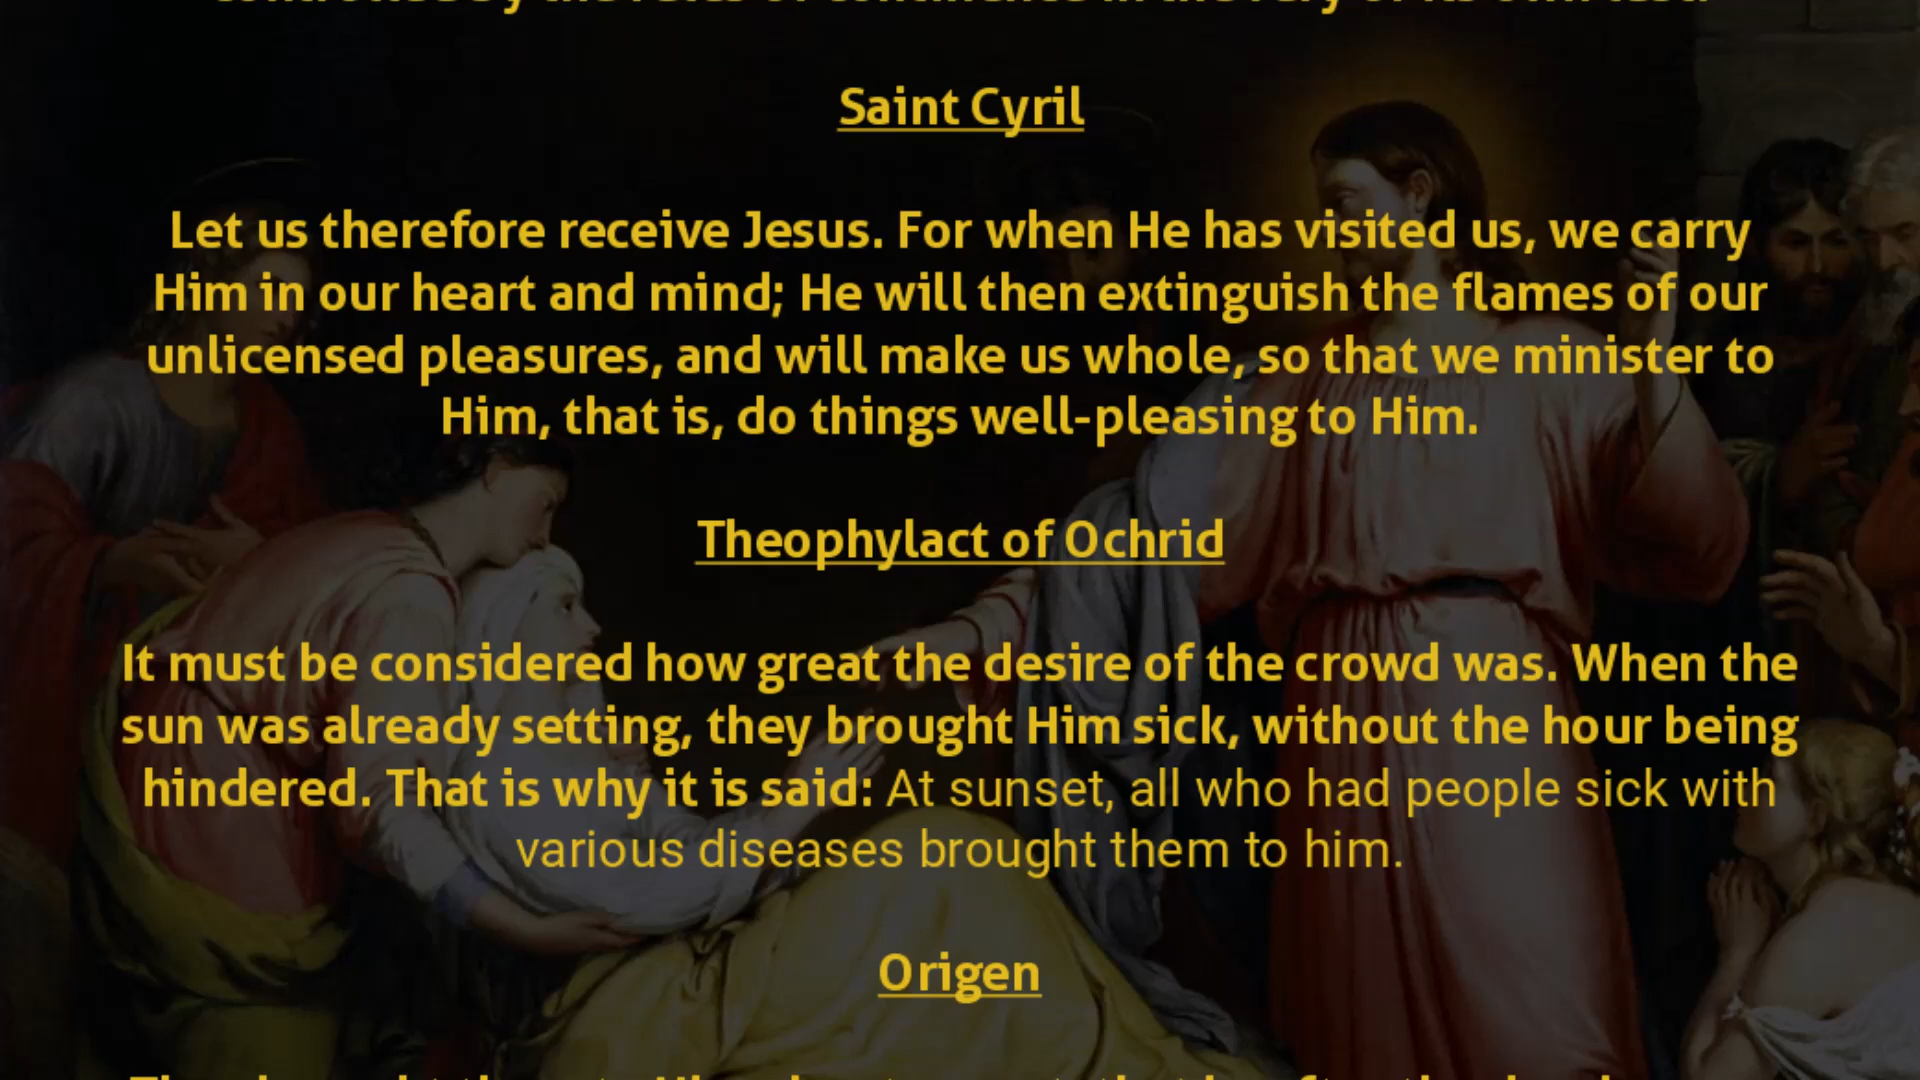 Saint Cyril
Let us therefore receive Jesus. For when He has visited us, we carry
Him in our heart and mind; He will then extinguish the flames of our
unlicensed pleasures, and will make us whole, so that we minister to
Him, that is, do things well-pleasing to Him.
Theophylact of Ochrid
It must be considered how great the desire of the crowd was. When the
sun was already setting, they brought Him sick, without the hour being
hindered. That is why it is said: At sunset, all who had people sick with
various diseases brought them to him.
Origen